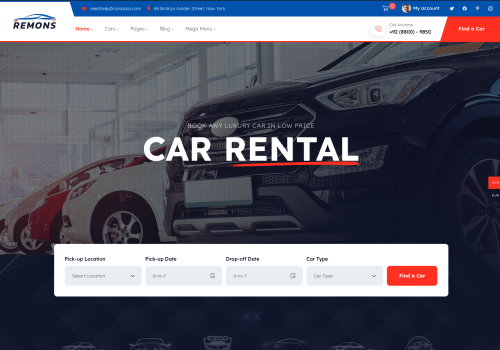 needhelp@company.com
88 Broklyn Golden Street, New York
My account
REMONS
Home
Cars
Pages
Blog
Mega Menu
Call Anytime
+92 (8800) - 9850
Find a Car
BOOK ANY LUXURY CAR IN LOW PRICE
CAR RENTAL
Pick-up Location
Pick-up Date
Drop-off Date
Car Type
Select Location
d-m-Y
d-m-Y
Car Type
Find a Car